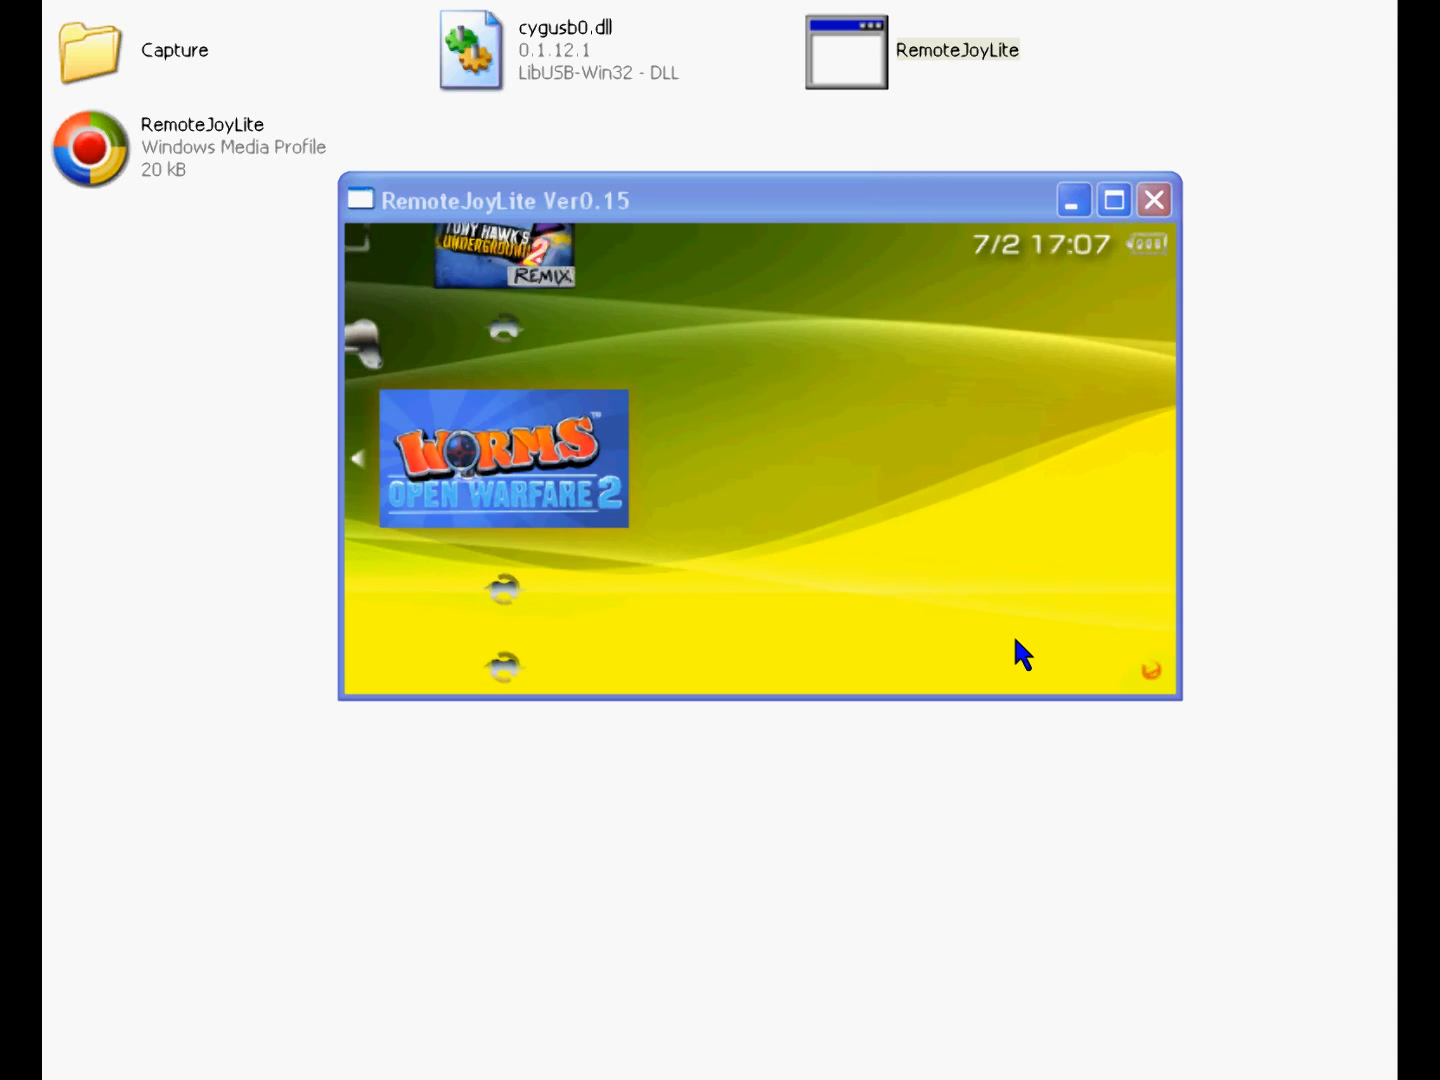 Capture
cygusb0.dll
0.1.12.1
LibUSB-Win32 - DLL
RemoteJoyLite
RemoteJoyLite
Windows Media Profile
20 kB
RemoteJoyLite Ver0.15
TONY HAWK'S
UNDERGROUND 2
REMIX
7/2 17:07
WORMS™
OPEN WARFARE 2